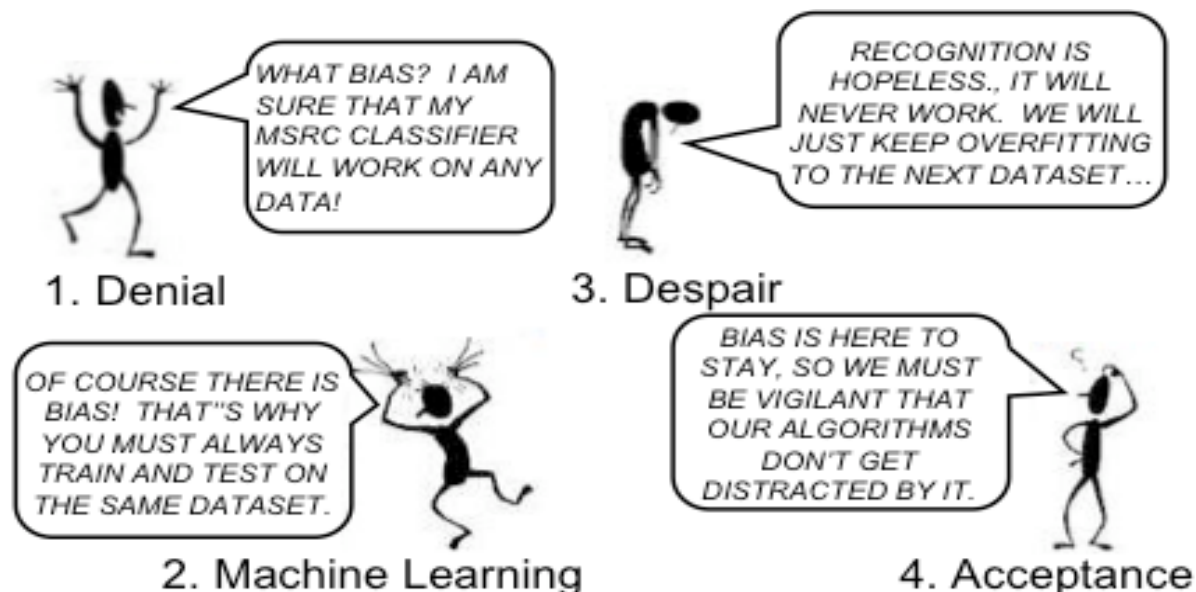 WHAT BIAS? I AM
SURE THAT MY
MSRC CLASSIFIER
WILL WORK ON ANY
DATA!
1. Denial
OF COURSE THERE IS
BIAS! THAT"S WHY
YOU MUST ALWAYS
TRAIN AND TEST ON
THE SAME DATASET.
2. Machine Learning
RECOGNITION IS
HOPELESS., IT WILL
NEVER WORK. WE WILL
JUST KEEP OVERFITTING
TO THE NEXT DATASET...
3. Despair
BIAS IS HERE TO
STAY, SO WE MUST
BE VIGILANT THAT
OUR ALGORITHMS
DON'T GET
DISTRACTED BY IT.
4. Acceptance